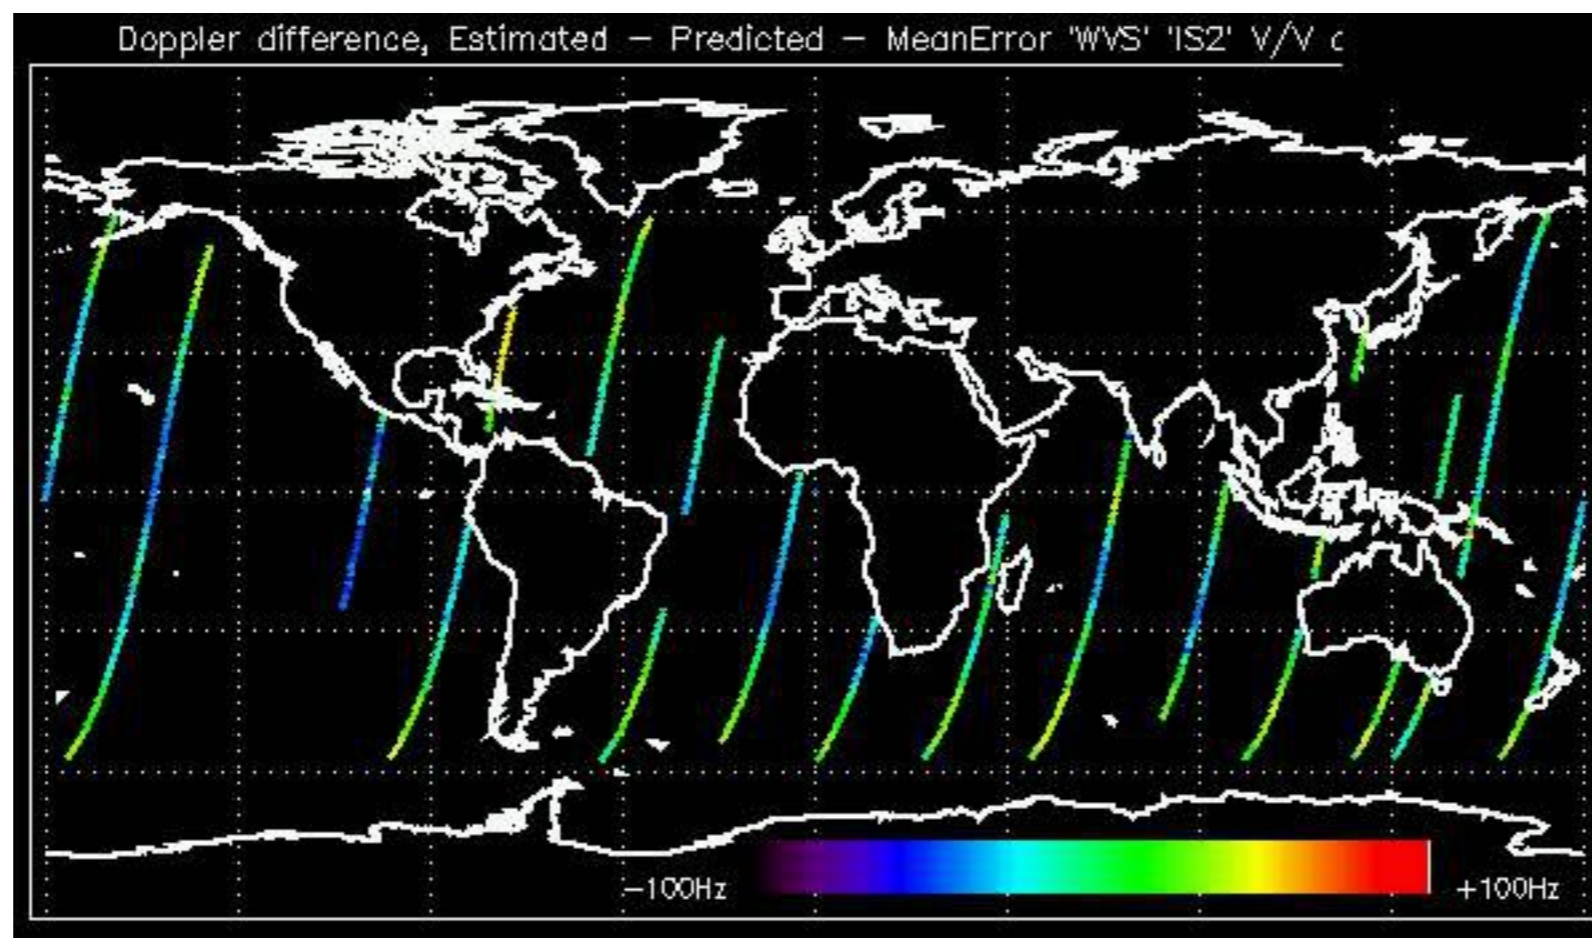 Doppler difference, Estimated – Predicted – MeanError 'WVS' 'IS2' V/V
–100Hz
+100Hz